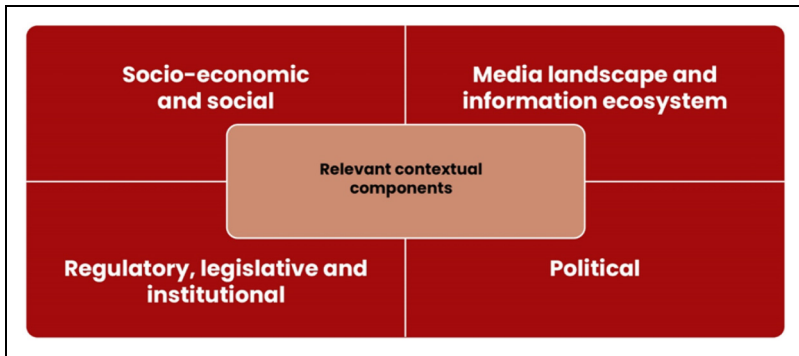 Socio-economic
and social
Media landscape and
information ecosystem
Relevant contextual
components
Regulatory, legislative and
institutional
Political